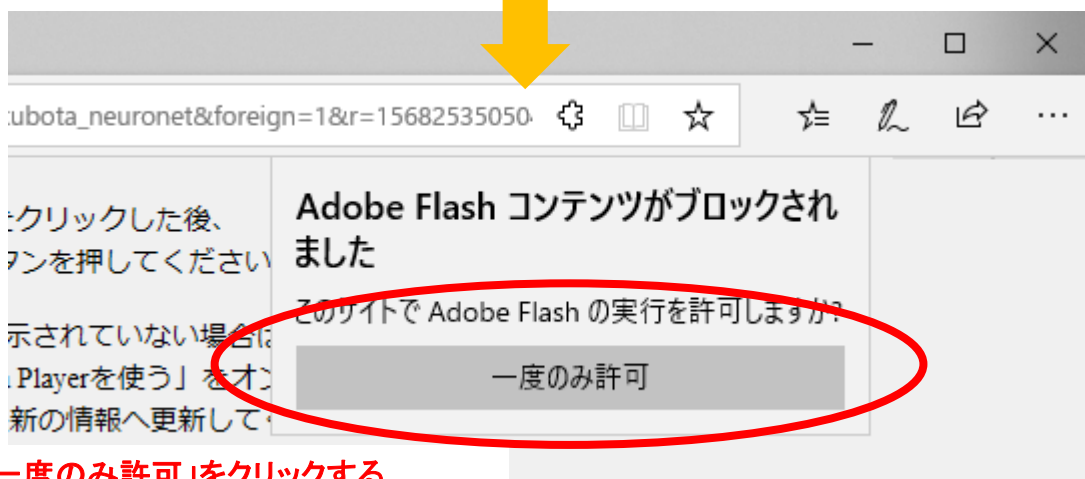 ubota_neuronet&foreign=1&r=15682535050
Adobe Flash コンテンツがブロックされ
ました
このサイトで Adobe Flash の実行を許可しますか?
一度のみ許可
クリックした後、
タンを押してください
示されていない場合は
Playerを使う」をオン
新の情報へ更新して
一度のみ許可」をクリックする